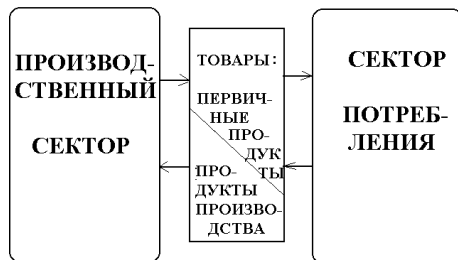 ПРОИЗВОД-
СТВЕННЫЙ
СЕКТОР
ТОВАРЫ:
ПЕРВИЧ-
НЫЕ
ПРО-
ДУК-
ТЫ
ПРО-
ДУКТЫ
ПРОИЗВО-
ДСТВА
СЕКТОР
ПОТРЕБ-
ЛЕНИЯ